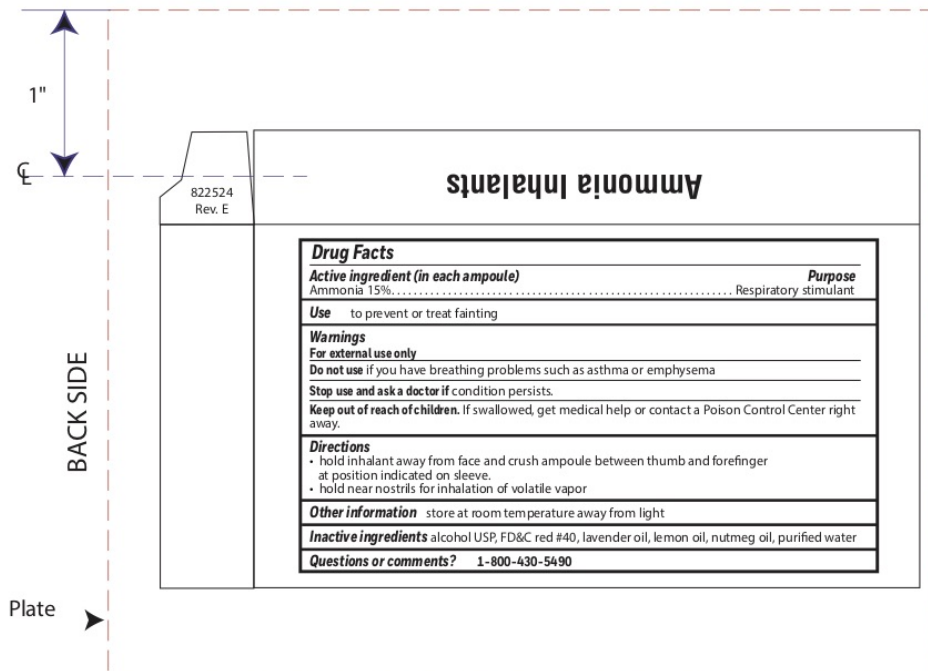 1"
℄
822524
Rev. E
Ammonia Inhalants
BACK SIDE
Plate
Drug Facts
Active ingredient (in each ampoule) Purpose
Ammonia 15%............................................................. Respiratory stimulant
Use to prevent or treat fainting
Warnings
For external use only
Do not use if you have breathing problems such as asthma or emphysema
Stop use and ask a doctor if condition persists.
Keep out of reach of children. If swallowed, get medical help or contact a Poison Control Center right
away.
Directions
• hold inhalant away from face and crush ampoule between thumb and forefinger
at position indicated on sleeve.
• hold near nostrils for inhalation of volatile vapor
Other information store at room temperature away from light
Inactive ingredients alcohol USP, FD&C red #40, lavender oil, lemon oil, nutmeg oil, purified water
Questions or comments? 1-800-430-5490